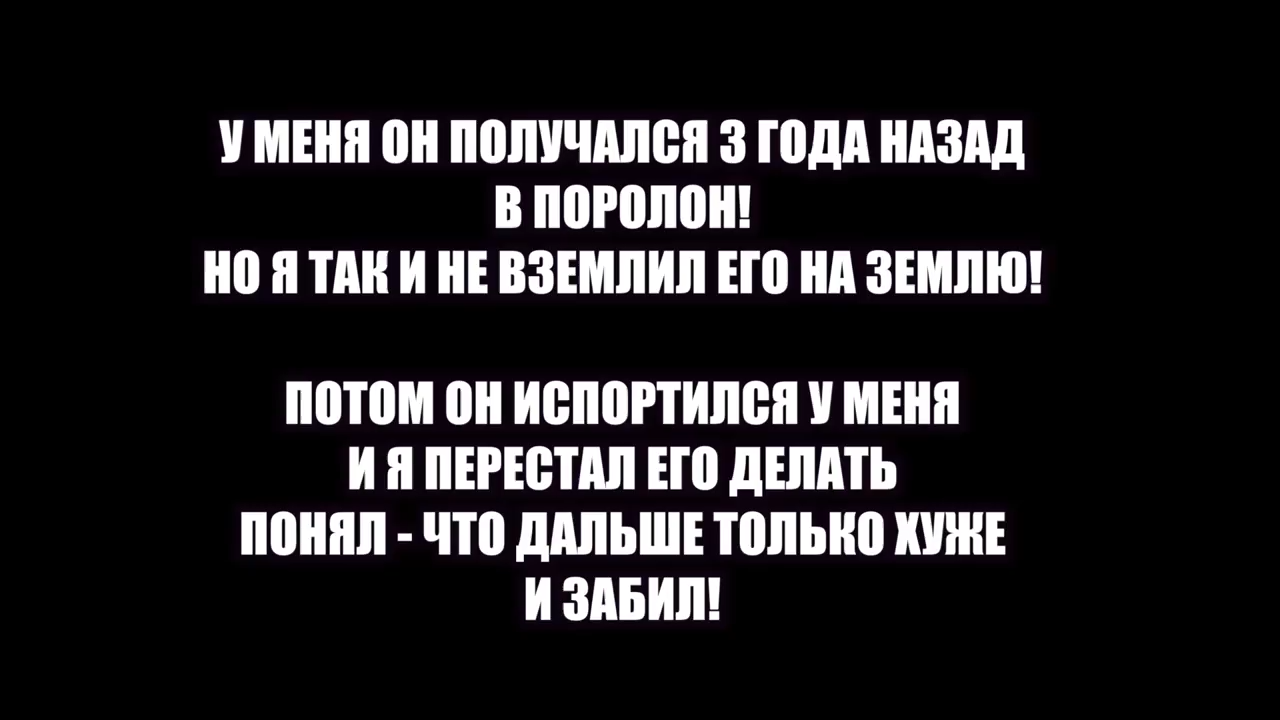 У МЕНЯ ОН ПОЛУЧАЛСЯ 3 ГОДА НАЗАД
В ПОРОЛОН!
НО Я ТАК И НЕ ВЗЕМЛИЛ ЕГО НА ЗЕМЛЮ!
ПОТОМ ОН ИСПОРТИЛСЯ У МЕНЯ
И Я ПЕРЕСТАЛ ЕГО ДЕЛАТЬ
ПОНЯЛ - ЧТО ДАЛЬШЕ ТОЛЬКО ХУЖЕ
И ЗАБИЛ!